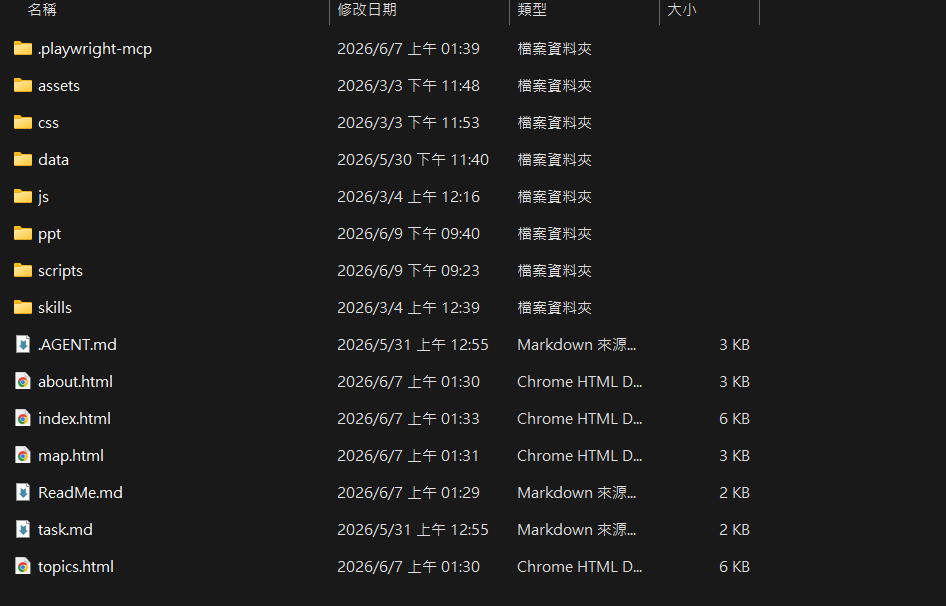 名稱 修改日期 類型 大小
.playwright-mcp 2026/6/7 上午 01:39 檔案資料夾
assets 2026/3/3 下午 11:48 檔案資料夾
css 2026/3/3 下午 11:53 檔案資料夾
data 2026/5/30 下午 11:40 檔案資料夾
js 2026/3/4 上午 12:16 檔案資料夾
ppt 2026/6/9 下午 09:40 檔案資料夾
scripts 2026/6/9 下午 09:23 檔案資料夾
skills 2026/3/4 上午 12:39 檔案資料夾
.AGENT.md 2026/5/31 上午 12:55 Markdown 來源... 3 KB
about.html 2026/6/7 上午 01:30 Chrome HTML D... 3 KB
index.html 2026/6/7 上午 01:33 Chrome HTML D... 6 KB
map.html 2026/6/7 上午 01:31 Chrome HTML D... 3 KB
ReadMe.md 2026/6/7 上午 01:29 Markdown 來源... 2 KB
task.md 2026/5/31 上午 12:55 Markdown 來源... 2 KB
topics.html 2026/6/7 上午 01:30 Chrome HTML D... 6 KB